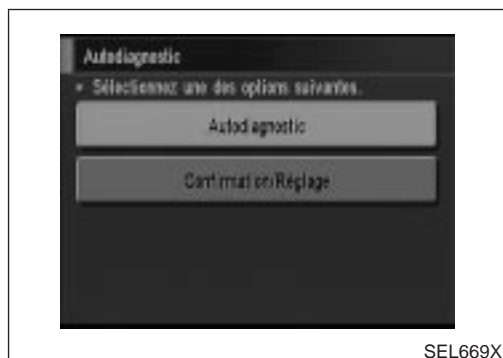 Autodiagnostic
• Sélectionnez une des options suivantes.
Autodiagnostic
Confirmation/Réglage
SEL669X